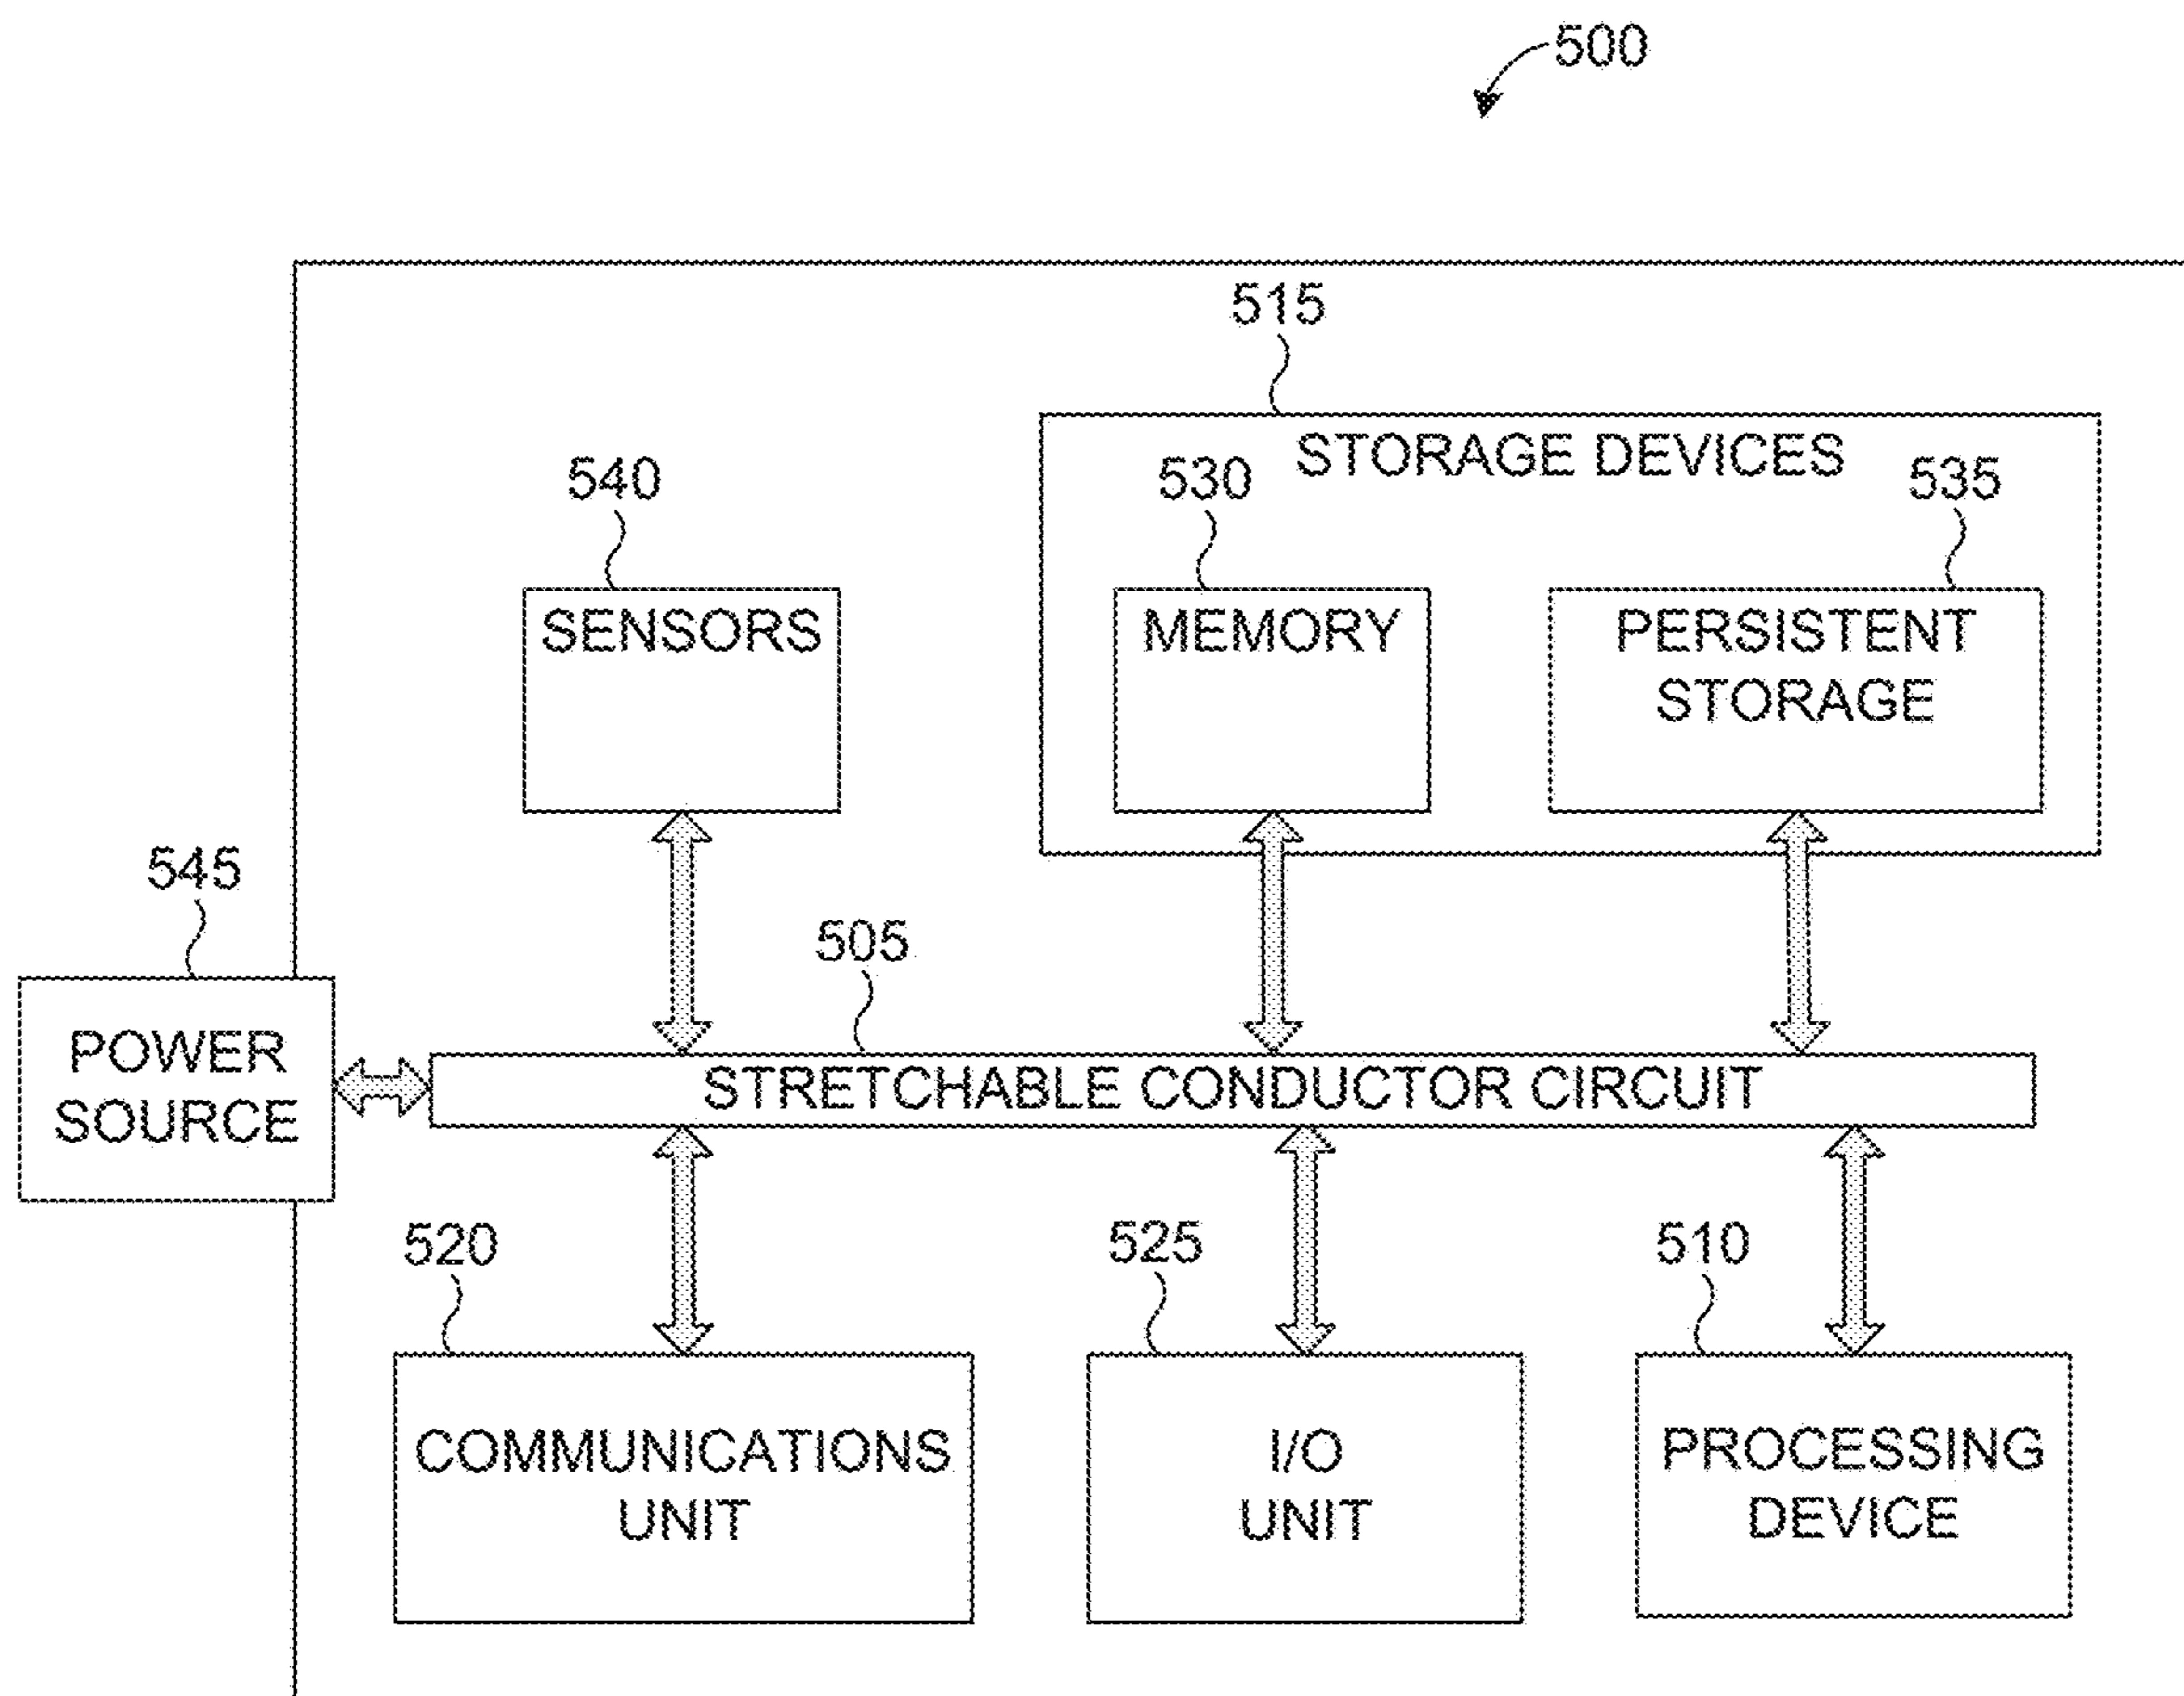 500
515
STORAGE DEVICES
540
530
535
SENSORS
MEMORY
PERSISTENT
STORAGE
545
505
POWER
SOURCE
STRETCHABLE CONDUCTOR CIRCUIT
520
525
510
COMMUNICATIONS
UNIT
I/O
UNIT
PROCESSING
DEVICE